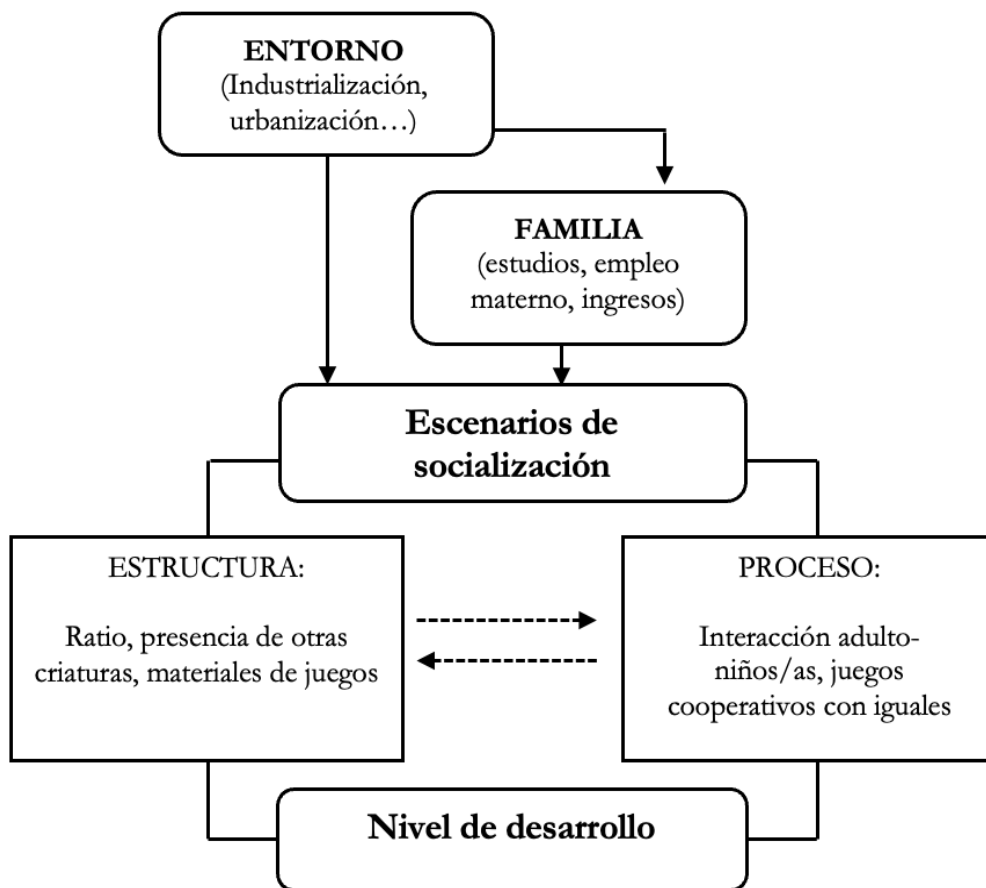 ENTORNO
(Industrialización,
urbanización…)
FAMILIA
(estudios, empleo
materno, ingresos)
Escenarios de
socialización
ESTRUCTURA:
Ratio, presencia de otras
criaturas, materiales de juegos
PROCESO:
Interacción adulto-
niños/as, juegos
cooperativos con iguales
Nivel de desarrollo